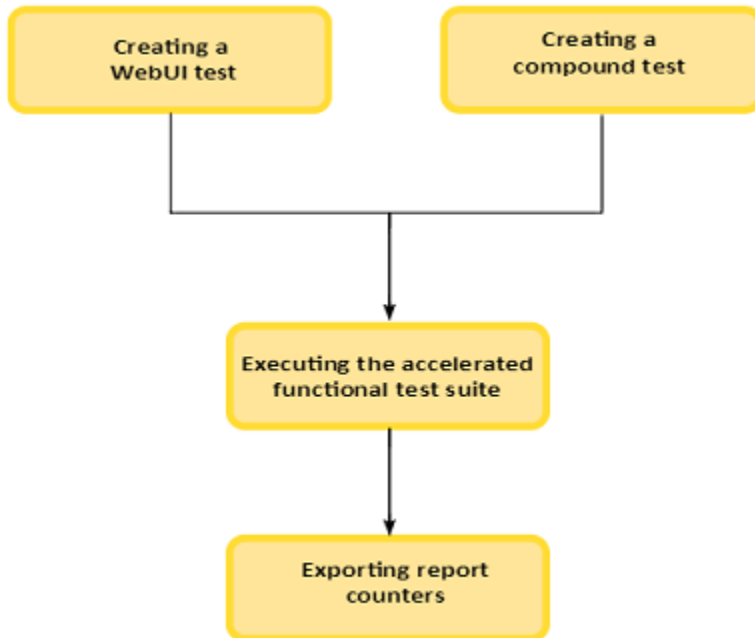 Creating a
WebUI test
Creating a
compound test
Executing the accelerated
functional test suite
Exporting report
counters